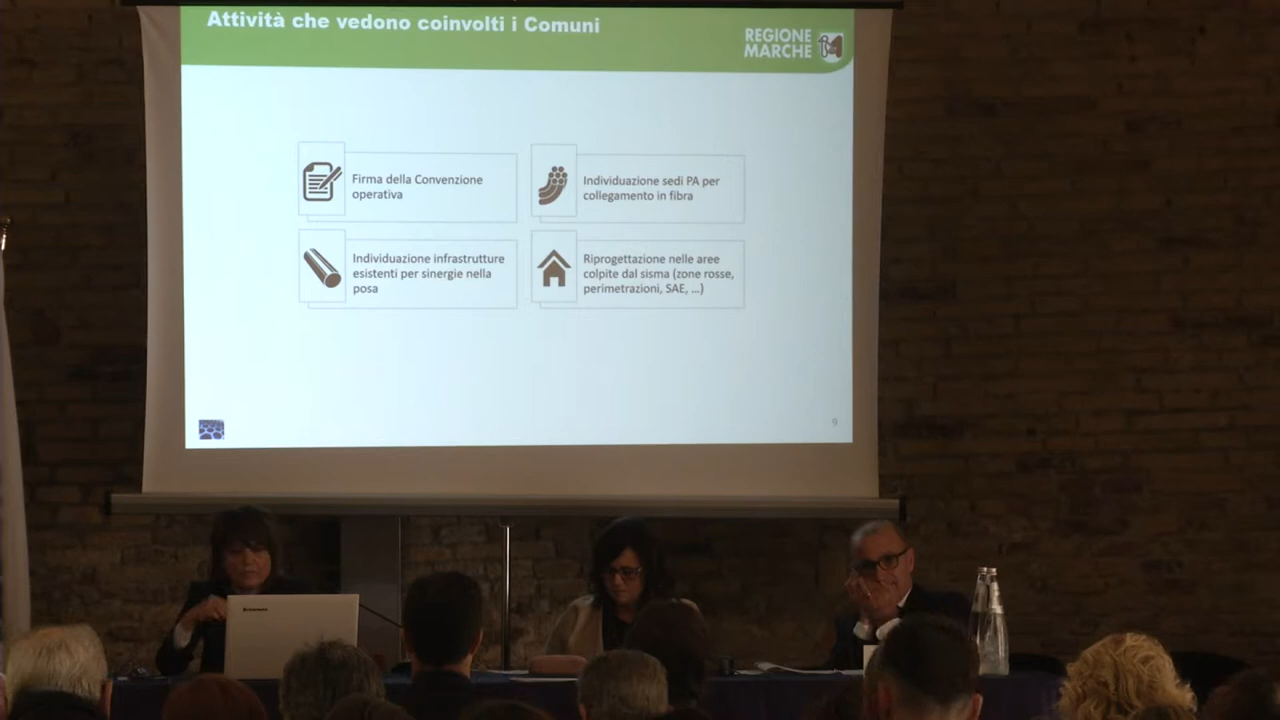 Attività che vedono coinvolti i Comuni
REGIONE
MARCHE
Firma della Convenzione
operativa
Individuazione sedi PA per
collegamento in fibra
Individuazione infrastrutture
esistenti per sinergie nella
posa
Riprogettazione nelle aree
colpite dal sisma (zone rosse,
perimetrazioni, SAE, ...)
9
lenovo